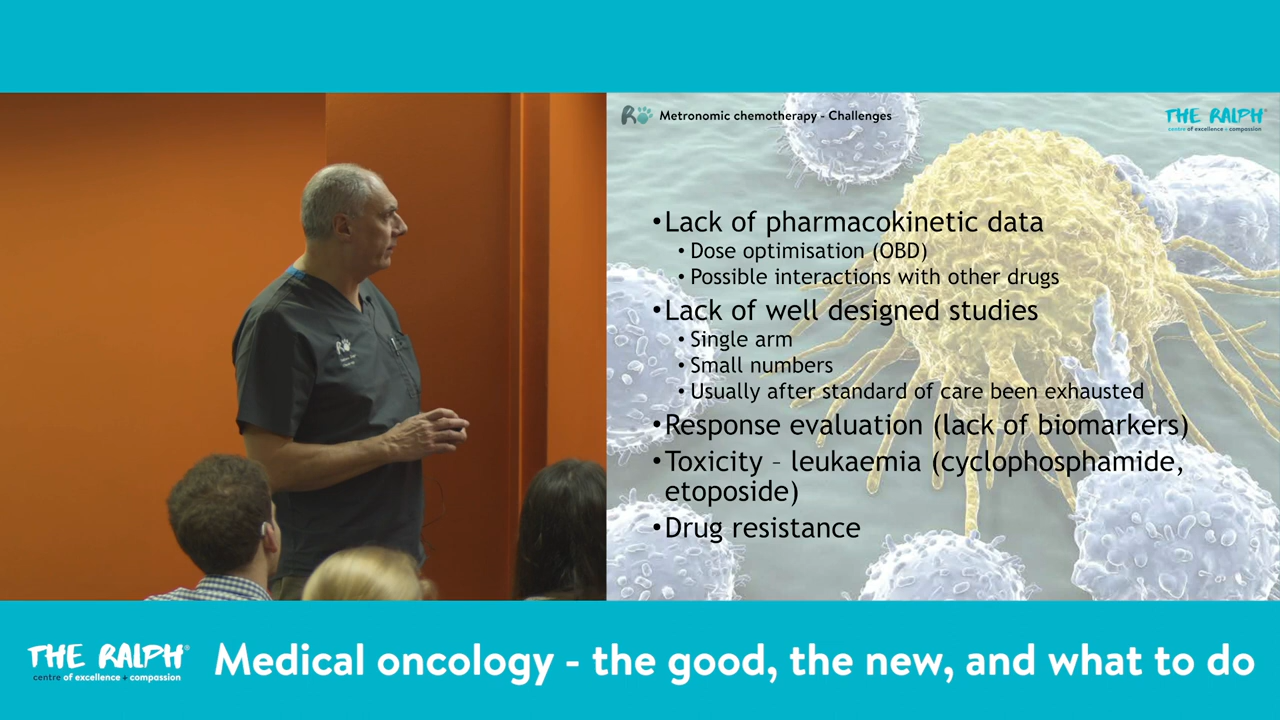 R
Metronomic chemotherapy - Challenges
THE RALPH®
centre of excellence + compassion
•Lack of pharmacokinetic data
•Dose optimisation (OBD)
•Possible interactions with other drugs
•Lack of well designed studies
•Single arm
•Small numbers
•Usually after standard of care been exhausted
•Response evaluation (lack of biomarkers)
•Toxicity – leukaemia (cyclophosphamide,
etoposide)
•Drug resistance
THE RALPH®
centre of excellence + compassion
Medical oncology - the good, the new, and what to do